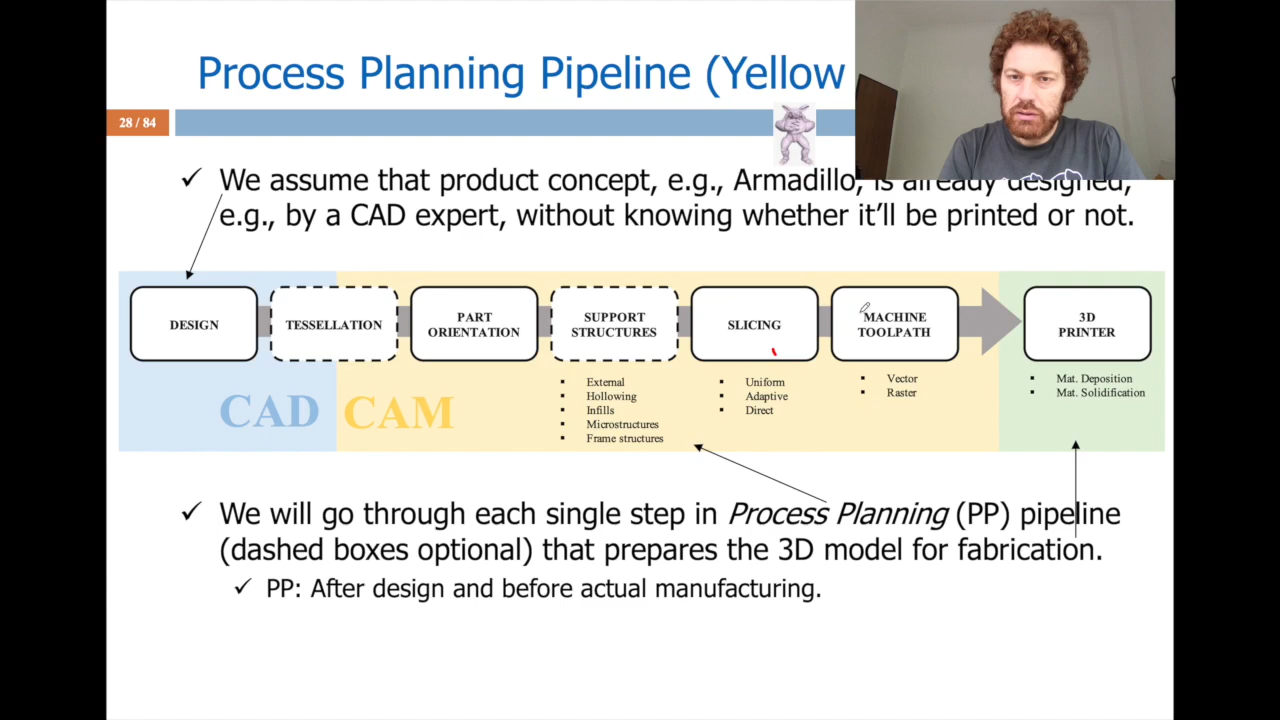 Process Planning Pipeline (Yellow
28 / 84
✓ We assume that product concept, e.g., Armadillo, is already designed,
e.g., by a CAD expert, without knowing whether it'll be printed or not.
DESIGN
TESSELLATION
PART
ORIENTATION
SUPPORT
STRUCTURES
SLICING
MACHINE
TOOLPATH
3D
PRINTER
▪ External
▪ Hollowing
▪ Infills
▪ Microstructures
▪ Frame structures
▪ Uniform
▪ Adaptive
▪ Direct
▪ Vector
▪ Raster
▪ Mat. Deposition
▪ Mat. Solidification
CAD CAM
✓ We will go through each single step in Process Planning (PP) pipeline
(dashed boxes optional) that prepares the 3D model for fabrication.
✓ PP: After design and before actual manufacturing.